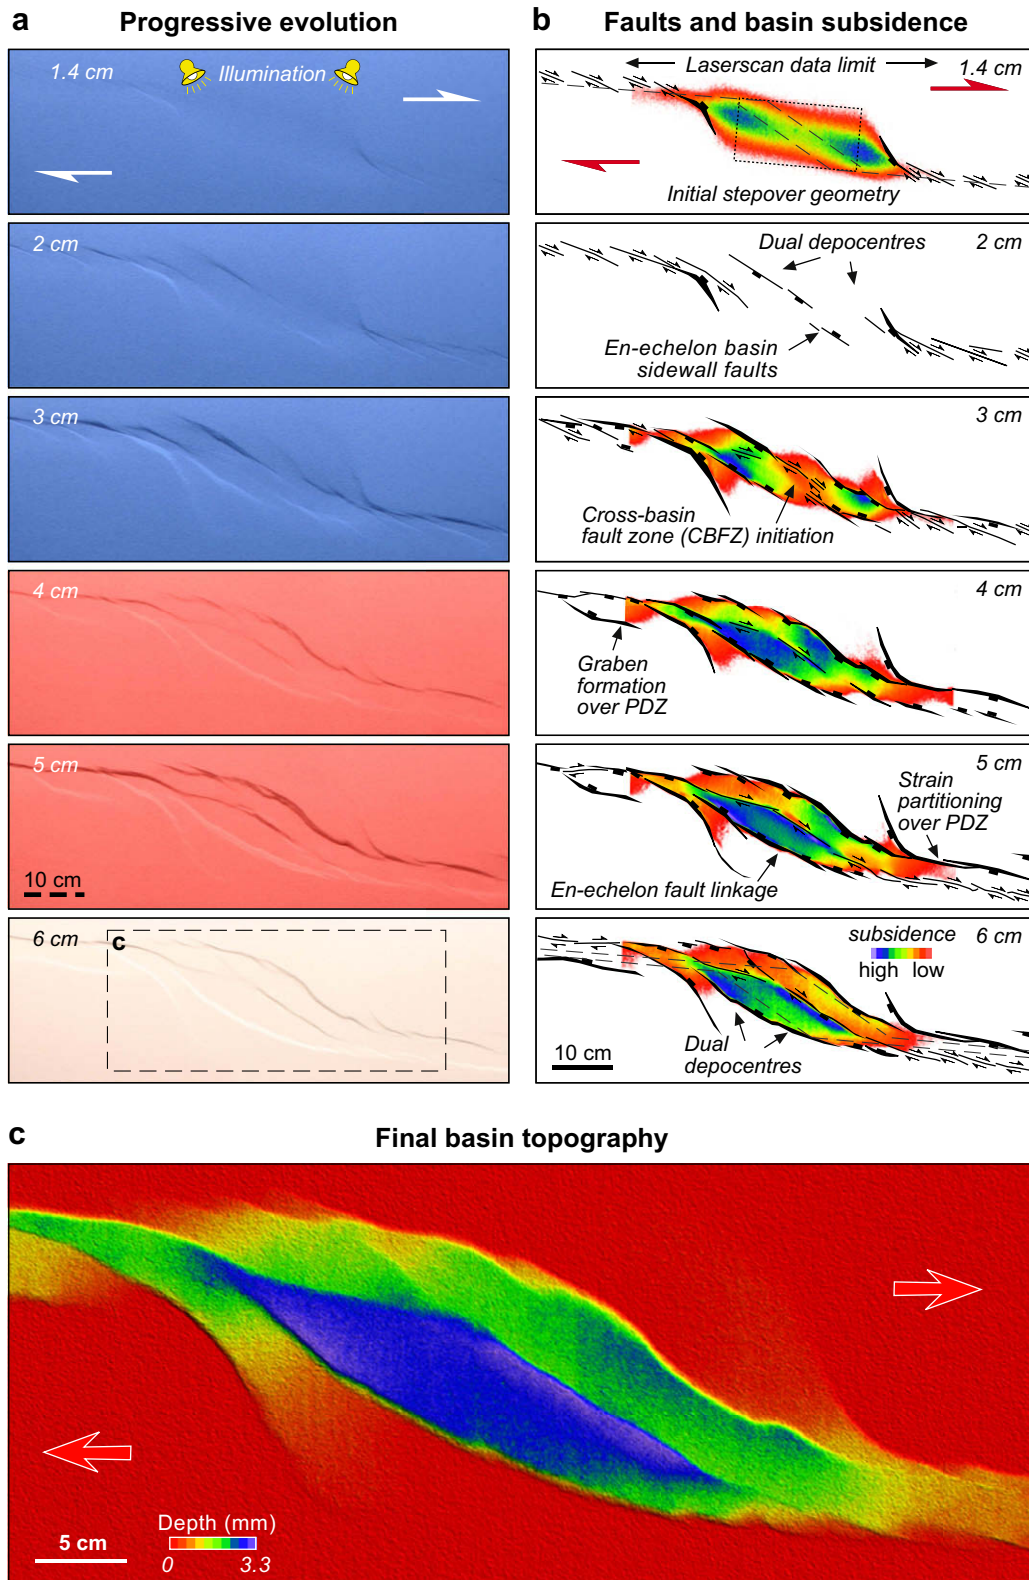 a
Progressive evolution
1.4 cm
Illumination
2 cm
3 cm
4 cm
5 cm
10 cm
6 cm
c
b
Faults and basin subsidence
Laserscan data limit
1.4 cm
Initial stepover geometry
Dual depocentres
2 cm
En-echelon basin
sidewall faults
3 cm
Cross-basin
fault zone (CBFZ) initiation
4 cm
Graben
formation
over PDZ
5 cm
Strain
partitioning
over PDZ
En-echelon fault linkage
subsidence
6 cm
high low
Dual
depocentres
10 cm
c
Final basin topography
Depth (mm)
5 cm
0
3.3